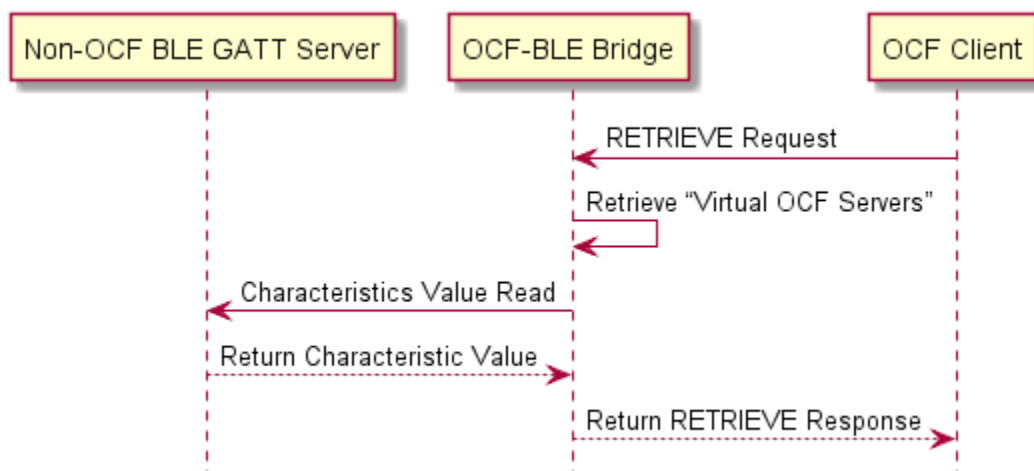 Non-OCF BLE GATT Server
OCF-BLE Bridge
OCF Client
RETRIEVE Request
Retrieve “Virtual OCF Servers”
Characteristics Value Read
Return Characteristic Value
Return RETRIEVE Response